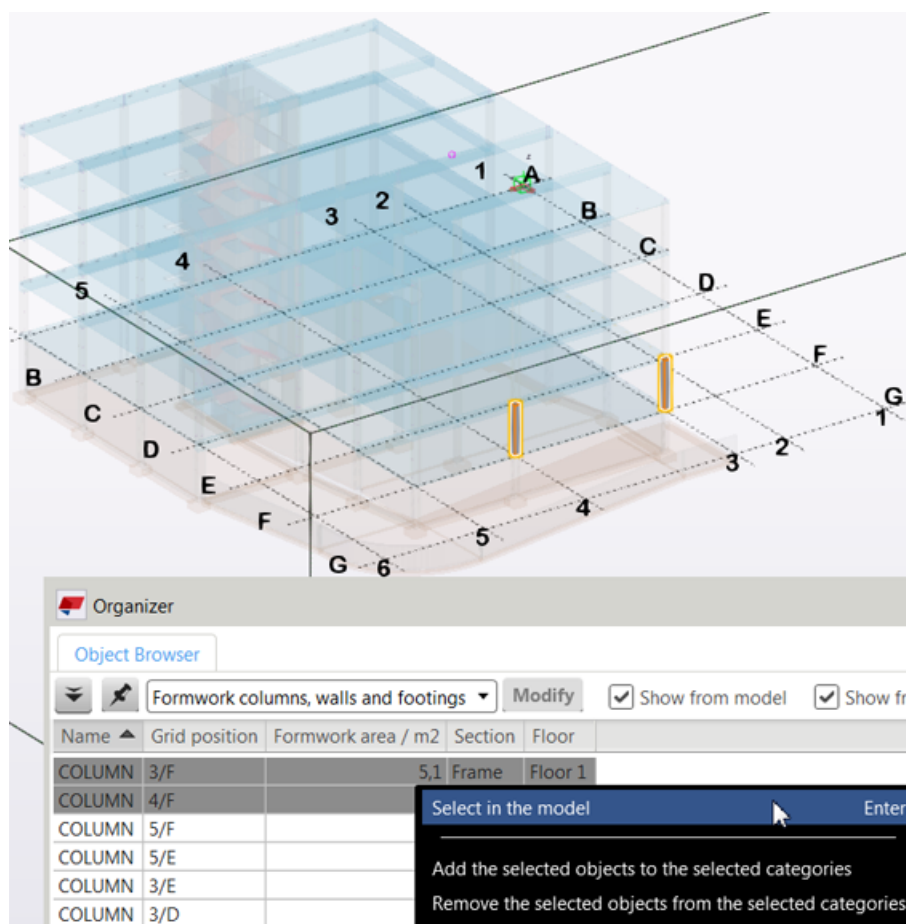 z
1 A
2 B
3 C
4 D
5 E
F
B G
C 1
D 2
E 3
F 4
5
G 6
Organizer
Object Browser
Formwork columns, walls and footings Modify Show from model Show fr
Name Grid position Formwork area / m2 Section Floor
COLUMN 3/F 5,1 Frame Floor 1
COLUMN 4/F
Select in the model Enter
COLUMN 5/F
COLUMN 5/E
Add the selected objects to the selected categories
COLUMN 3/E
Remove the selected objects from the selected categories
COLUMN 3/D